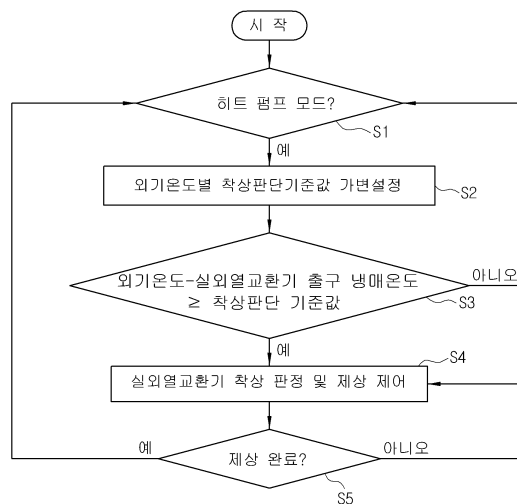 시 작
히트 펌프 모드?
S1
예
외기온도별 착상판단기준값 가변설정
S2
외기온도-실외열교환기 출구 냉매온도
≥ 착상판단 기준값
아니오
S3
예
S4
실외열교환기 착상 판정 및 제상 제어
예
제상 완료?
아니오
S5